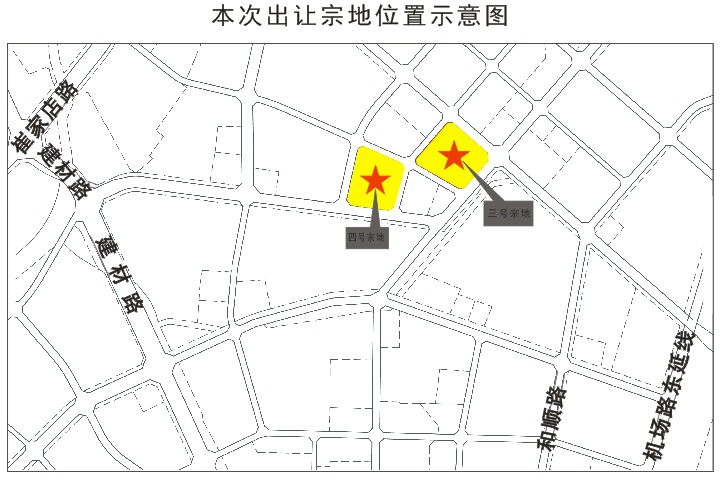 本次出让宗地位置示意图
崔家店路
建材路
建材路
三号宗地
四号宗地
和顺路
机场路东延线